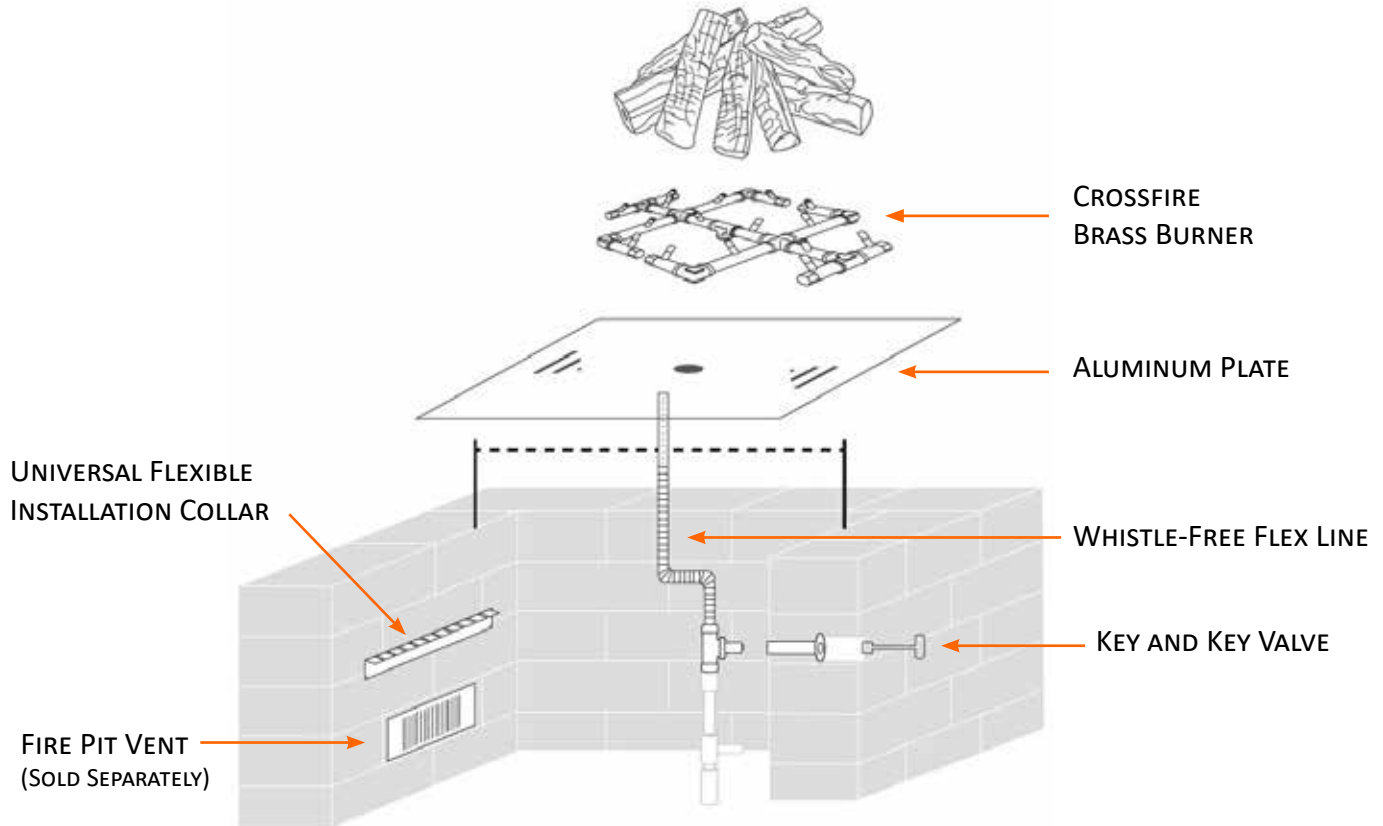 Crossfire
Brass Burner
Aluminum Plate
Universal Flexible
Installation Collar
Whistle-Free Flex Line
Key and Key Valve
Fire Pit Vent
(Sold Separately)